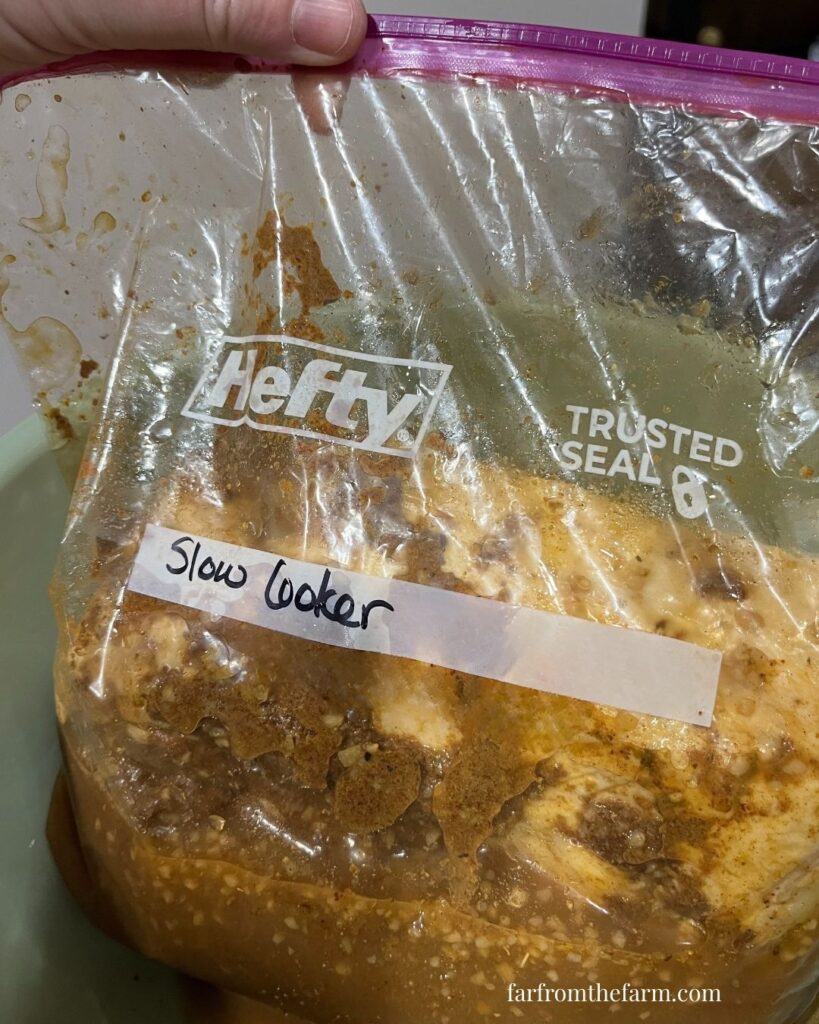 Hefty®
TRUSTED
SEAL
Slow Cooker
farfromthefarm.com